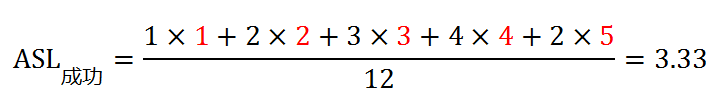 ASL成功 = (1 × 1 + 2 × 2 + 3 × 3 + 4 × 4 + 2 × 5) / 12 = 3.33